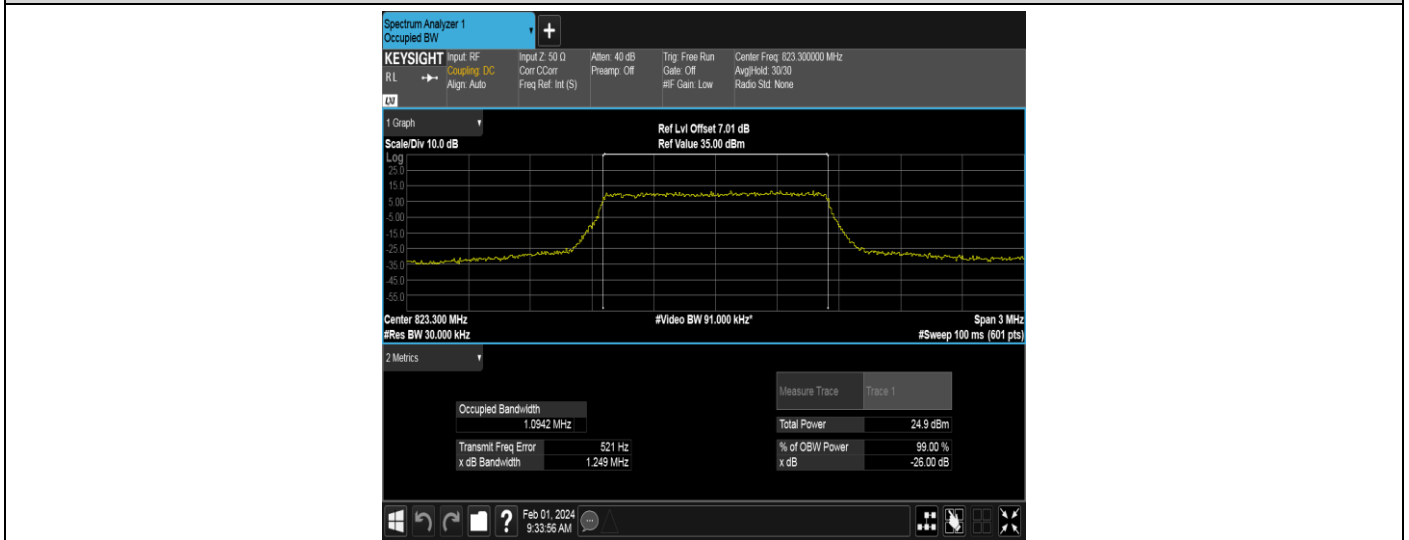 Spectrum Analyzer 1
Occupied BW
+
KEYSIGHT Input: RF Input Z: 50 Ω Atten: 40 dB Trig: Free Run Center Freq: 823.300000 MHz
RL Coupling: DC Corr CCorr Preamp: Off Gate: Off Avg|Hold: 30/30
Align: Auto Freq Ref: Int (S) #IF Gain: Low Radio Std: None
LXI
1 Graph Ref Lvl Offset 7.01 dB
Scale/Div 10.0 dB Ref Value 35.00 dBm
Log
25.0
15.0
5.00
-5.00
-15.0
-25.0
-35.0
-45.0
-55.0
Center 823.300 MHz #Video BW 91.000 kHz* Span 3 MHz
#Res BW 30.000 kHz #Sweep 100 ms (601 pts)
2 Metrics
Measure Trace Trace 1
Occupied Bandwidth
1.0942 MHz Total Power 24.9 dBm
Transmit Freq Error 521 Hz % of OBW Power 99.00 %
x dB Bandwidth 1.249 MHz x dB -26.00 dB
? Feb 01, 2024
9:33:56 AM